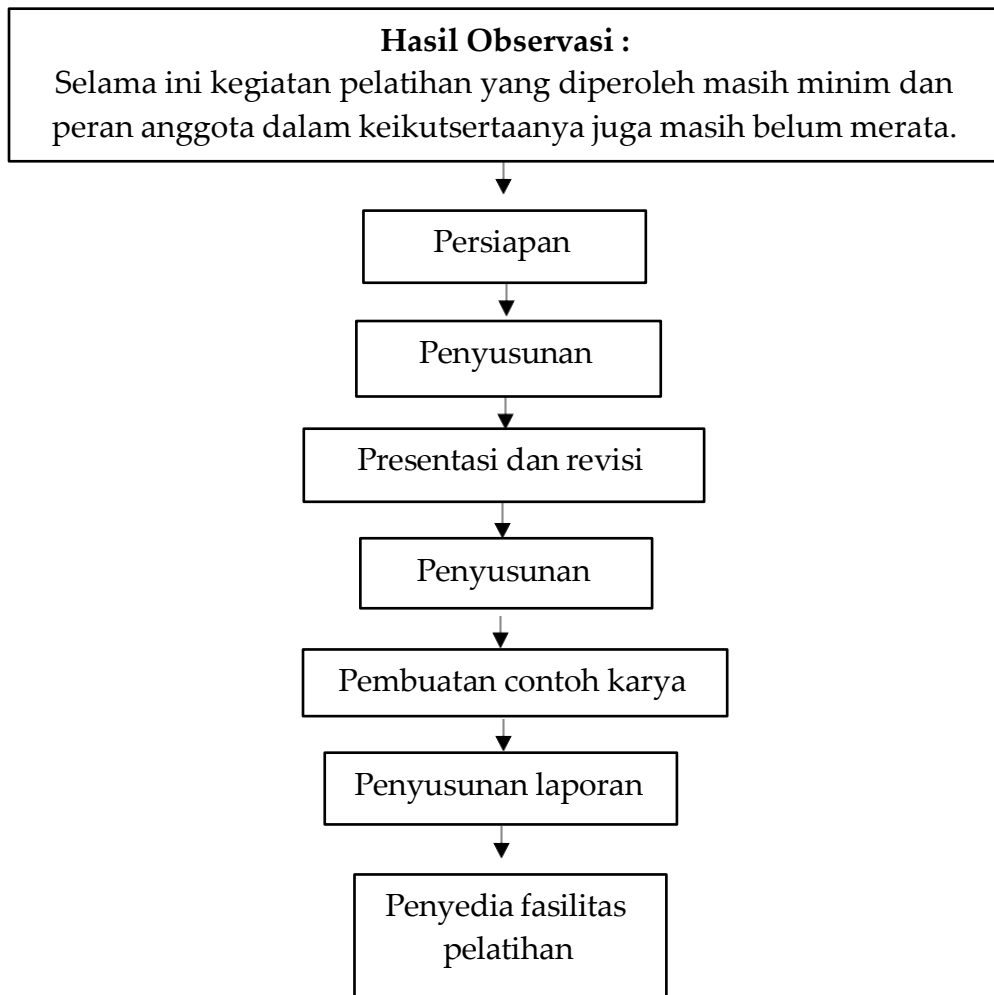 Hasil Observasi :
Selama ini kegiatan pelatihan yang diperoleh masih minim dan
peran anggota dalam keikutsertaanya juga masih belum merata.
Persiapan
Penyusunan
Presentasi dan revisi
Penyusunan
Pembuatan contoh karya
Penyusunan laporan
Penyedia fasilitas
pelatihan